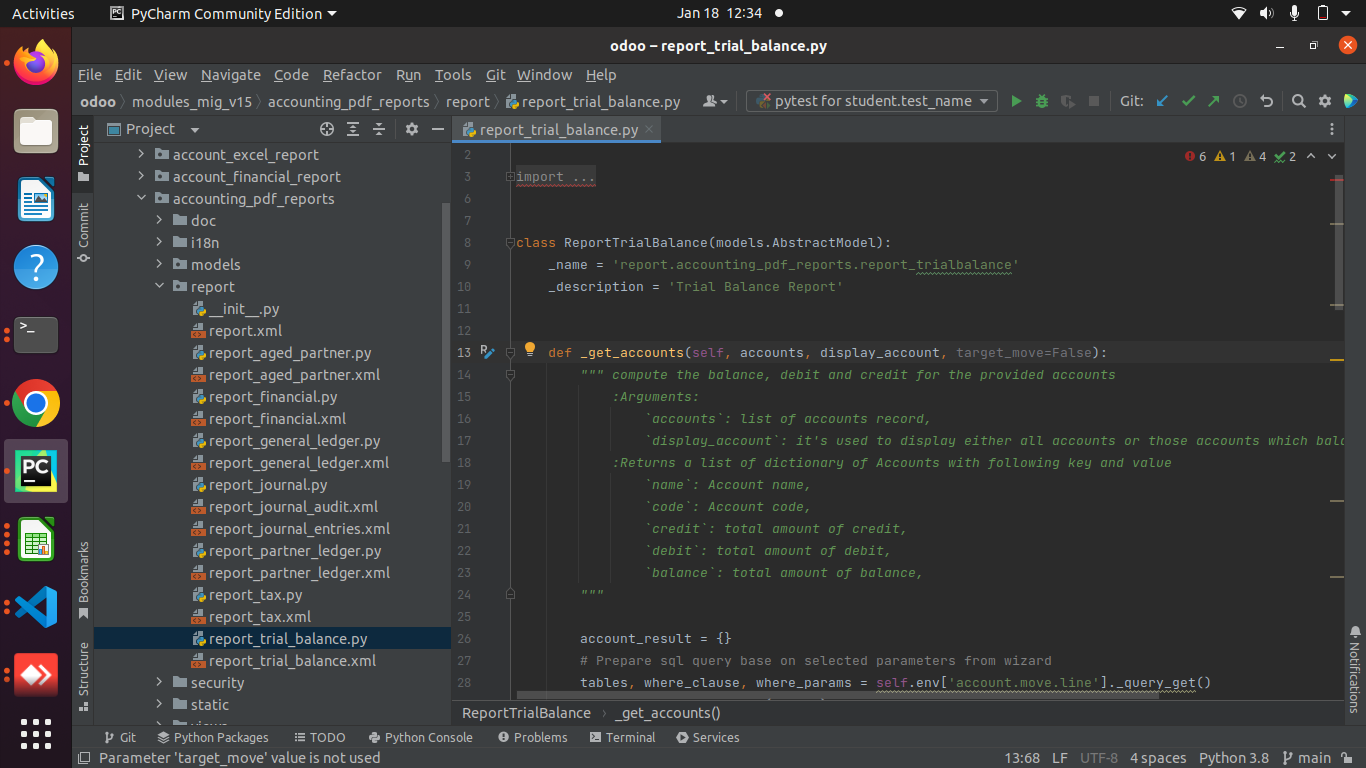 Activities
PyCharm Community Edition
Jan 18 12:34
odoo – report_trial_balance.py
File Edit View Navigate Code Refactor Run Tools Git Window Help
odoo modules_mig_v15 accounting_pdf_reports report report_trial_balance.py
pytest for student.test_name
Git:
Project
Commit
Bookmarks
Structure
Project
account_excel_report
account_financial_report
accounting_pdf_reports
doc
i18n
models
report
__init__.py
report.xml
report_aged_partner.py
report_aged_partner.xml
report_financial.py
report_financial.xml
report_general_ledger.py
report_general_ledger.xml
report_journal.py
report_journal_audit.xml
report_journal_entries.xml
report_partner_ledger.py
report_partner_ledger.xml
report_tax.py
report_tax.xml
report_trial_balance.py
report_trial_balance.xml
security
static
report_trial_balance.py
6 1 4 2
2
3 import ...
6
7
8 class ReportTrialBalance(models.AbstractModel):
9 _name = 'report.accounting_pdf_reports.report_trialbalance'
10 _description = 'Trial Balance Report'
11
12
13 def _get_accounts(self, accounts, display_account, target_move=False):
14 """ compute the balance, debit and credit for the provided accounts
15 :Arguments:
16 `accounts`: list of accounts record,
17 `display_account`: it's used to display either all accounts or those accounts which bal
18 :Returns a list of dictionary of Accounts with following key and value
19 `name`: Account name,
20 `code`: Account code,
21 `credit`: total amount of credit,
22 `debit`: total amount of debit,
23 `balance`: total amount of balance,
24 """
25
26 account_result = {}
27 # Prepare sql query base on selected parameters from wizard
28 tables, where_clause, where_params = self.env['account.move.line']._query_get()
ReportTrialBalance _get_accounts()
Notifications
Git Python Packages TODO Python Console Problems Terminal Services
Parameter 'target_move' value is not used
13:68 LF UTF-8 4 spaces Python 3.8 main